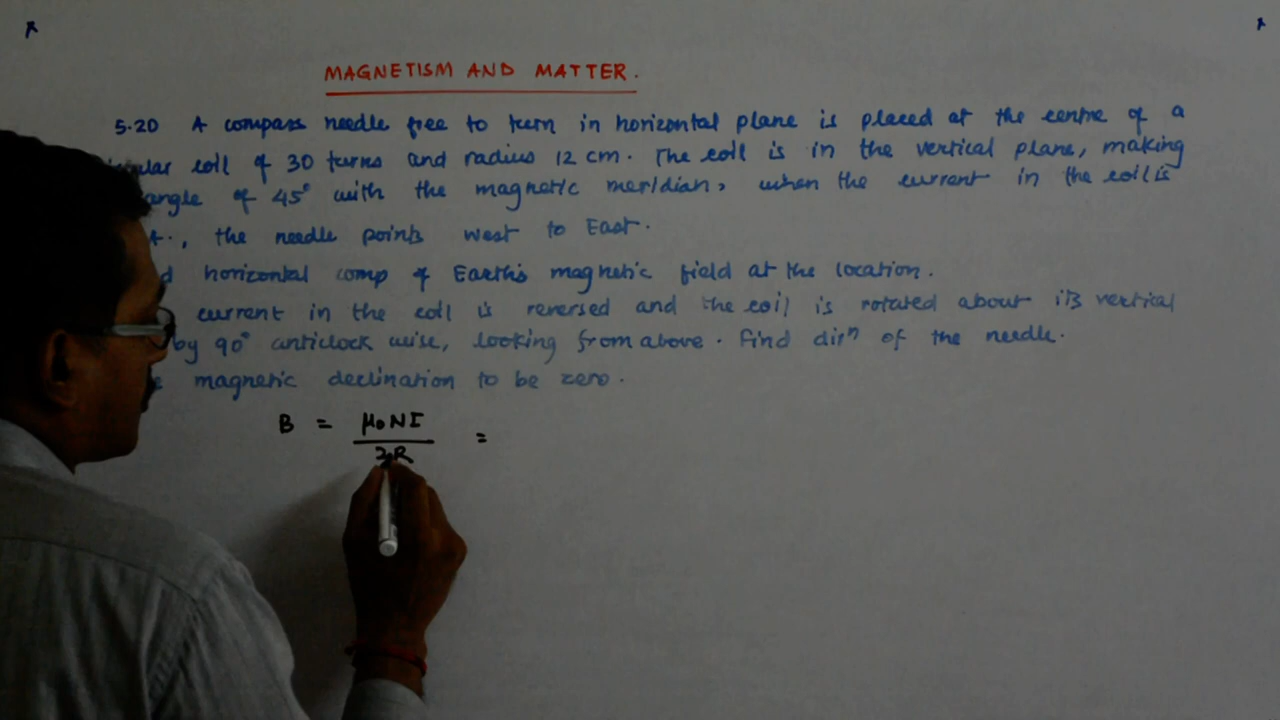 MAGNETISM AND MATTER.
5.20 A compass needle free to turn in horizontal plane is placed at the centre of a
coil of 30 turns and radius 12 cm. The coil is in the vertical plane, making
angle of 45° with the magnetic meridian, when the current in the coil is
A., the needle points west to East.
horizontal comp of Earth's magnetic field at the location.
current in the coil is reversed and the coil is rotated about its vertical
by 90° anticlock wise, looking from above. Find dirⁿ of the needle.
magnetic declination to be zero.
B = μ₀NI / 2R =